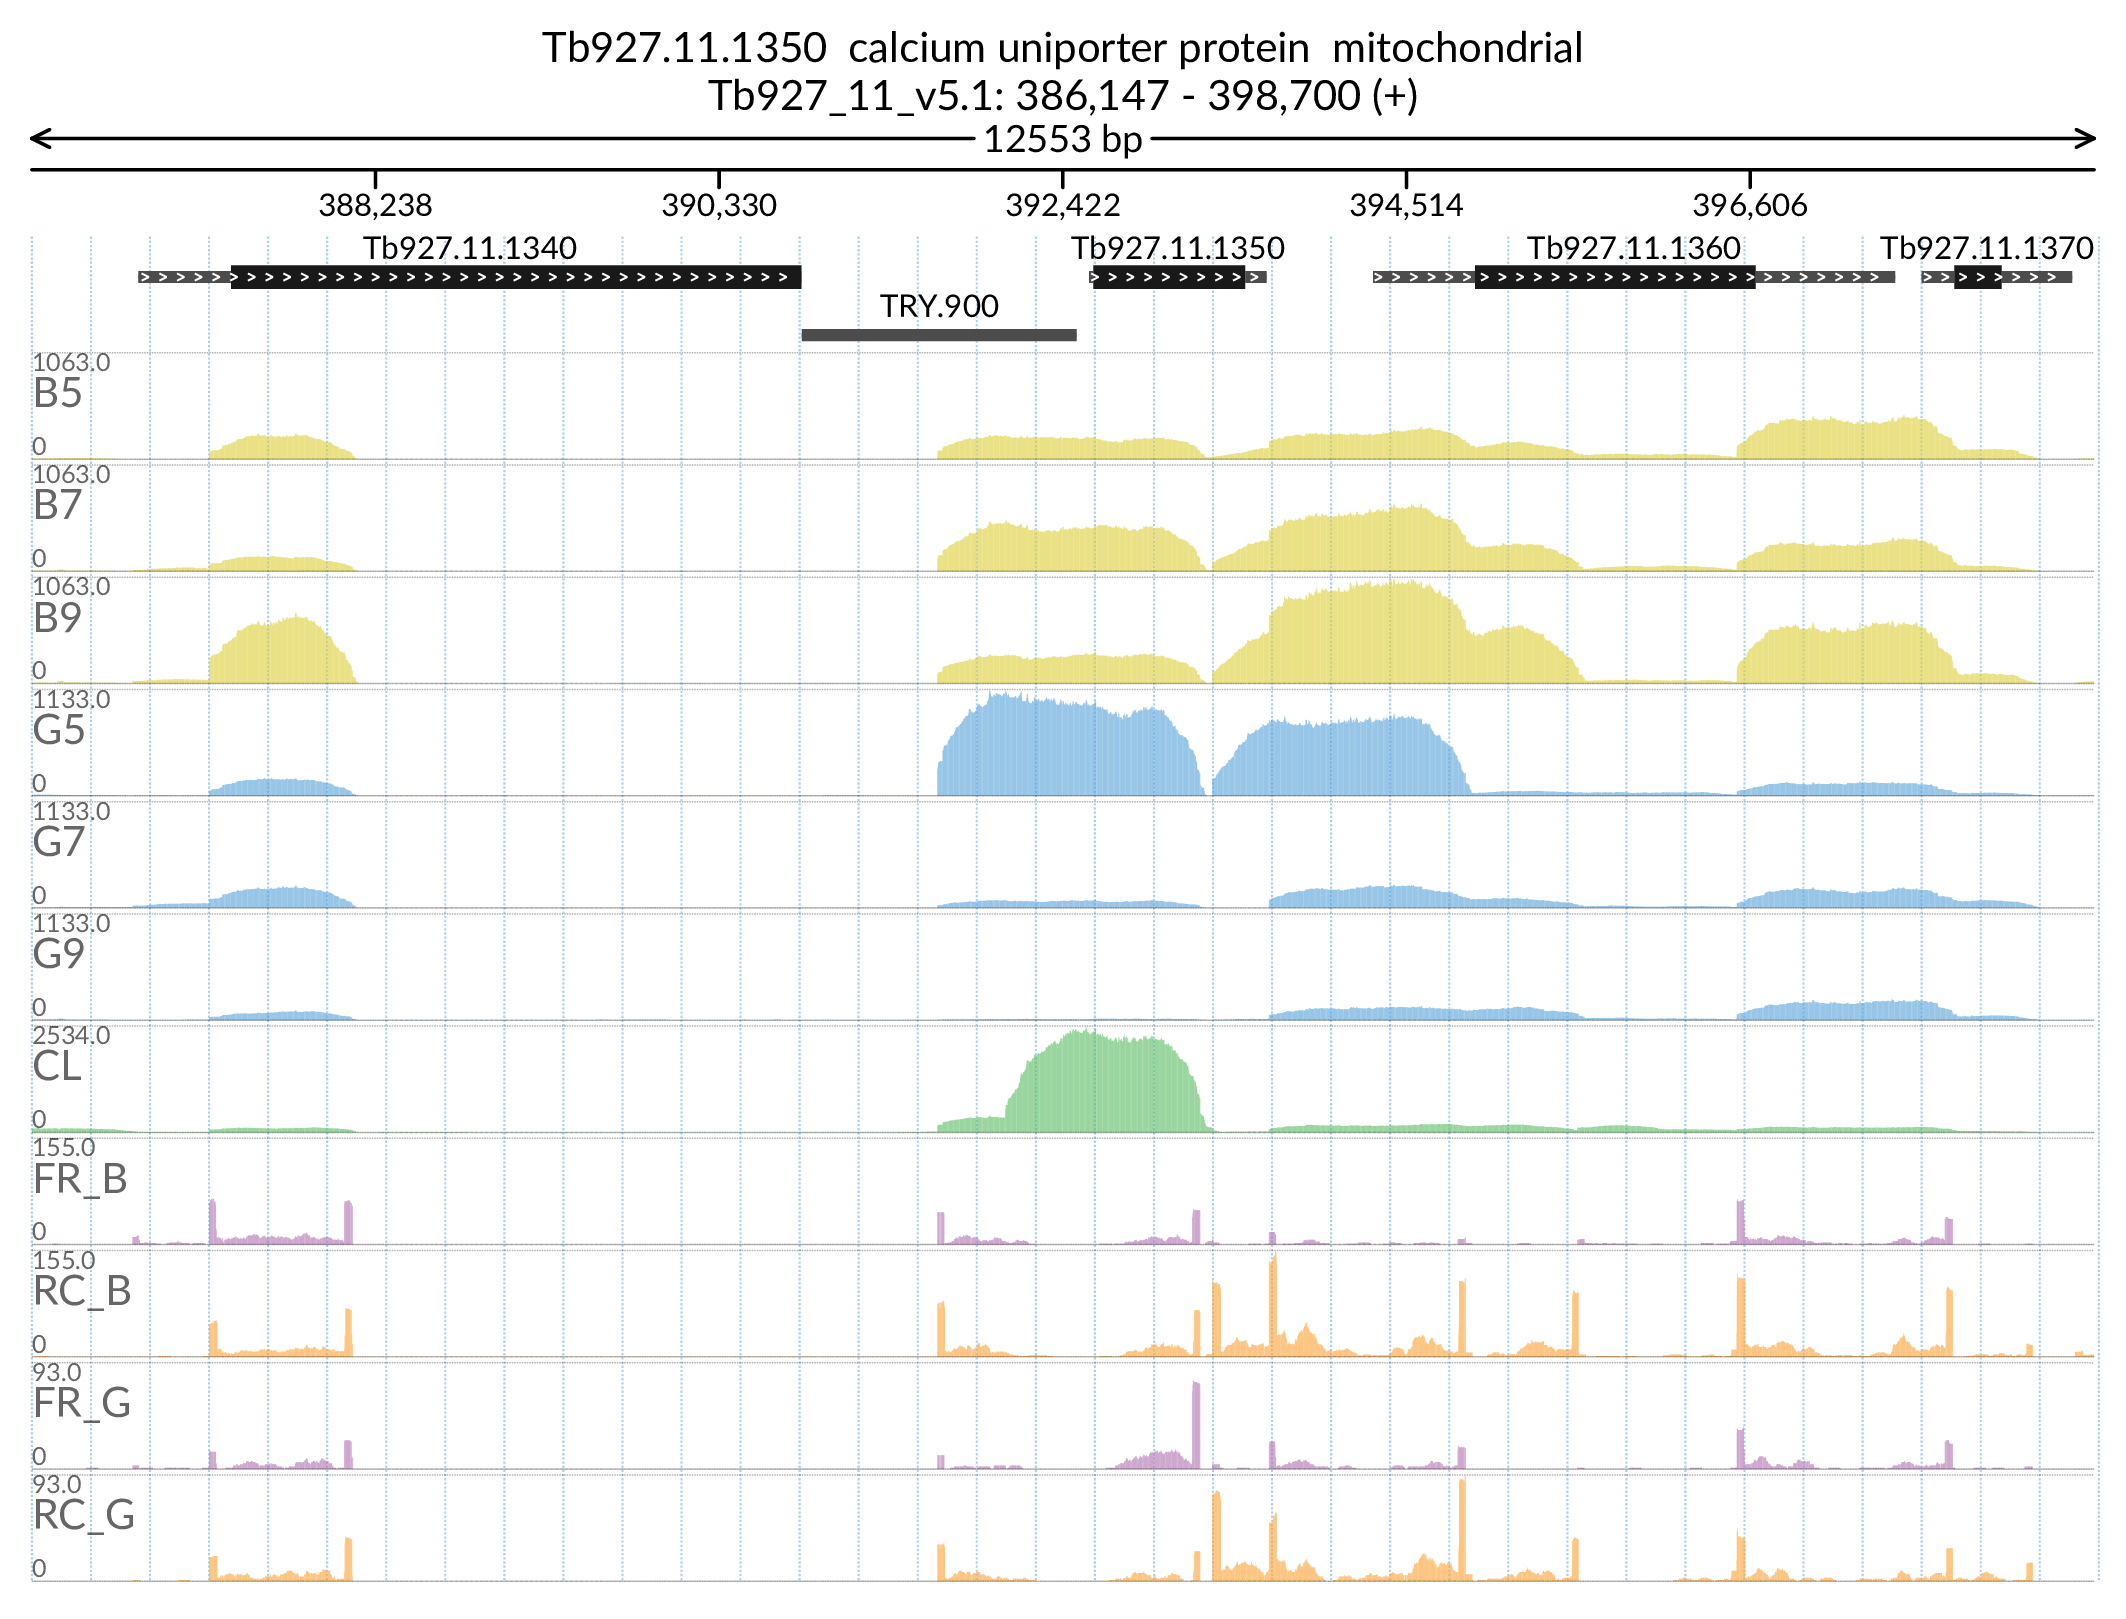 Tb927.11.1350  calcium uniporter protein  mitochondrial
Tb927_11_v5.1: 386,147 - 398,700 (+)
12553 bp
388,238 390,330 392,422 394,514 396,606
Tb927.11.1340 Tb927.11.1350 Tb927.11.1360 Tb927.11.1370
TRY.900
1063.0
B5
0
1063.0
B7
0
1063.0
B9
0
1133.0
G5
0
1133.0
G7
0
1133.0
G9
0
2534.0
CL
0
155.0
FR_B
0
155.0
RC_B
0
93.0
FR_G
0
93.0
RC_G
0